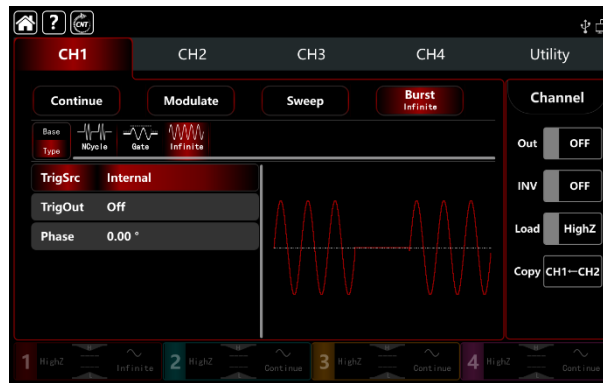 ? CNT
CH1 CH2 CH3 CH4 Utility
Continue Modulate Sweep Burst Channel
Infinite
Base
Type NCycle Gate Infinite
Out OFF
TrigSrc Internal
INV OFF
TrigOut Off
Load HighZ
Phase 0.00 °
Copy CH1←CH2
1 HighZ Infinite 2 HighZ Continue 3 HighZ Continue 4 HighZ Continue